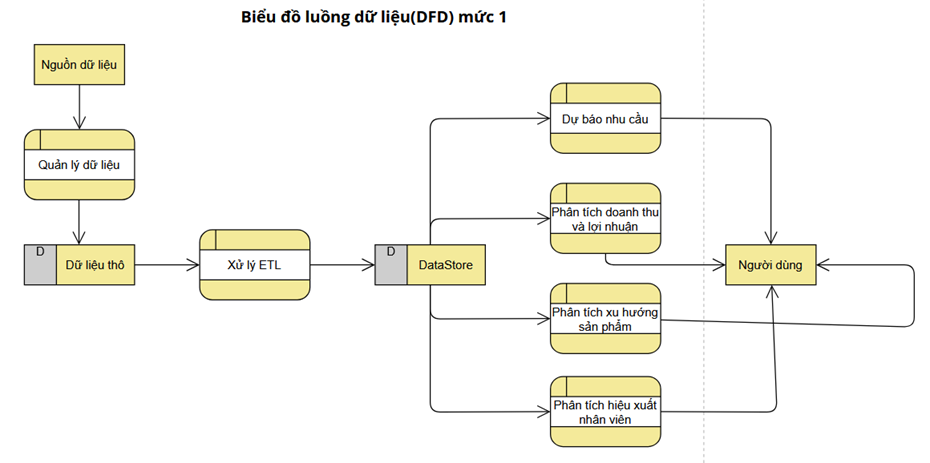 Biểu đồ luồng dữ liệu(DFD) mức 1
Nguồn dữ liệu
Quản lý dữ liệu
D
Dữ liệu thô
Xử lý ETL
D
DataStore
Dự báo nhu cầu
Phân tích doanh thu
và lợi nhuận
Phân tích xu hướng
sản phẩm
Phân tích hiệu xuất
nhân viên
Người dùng